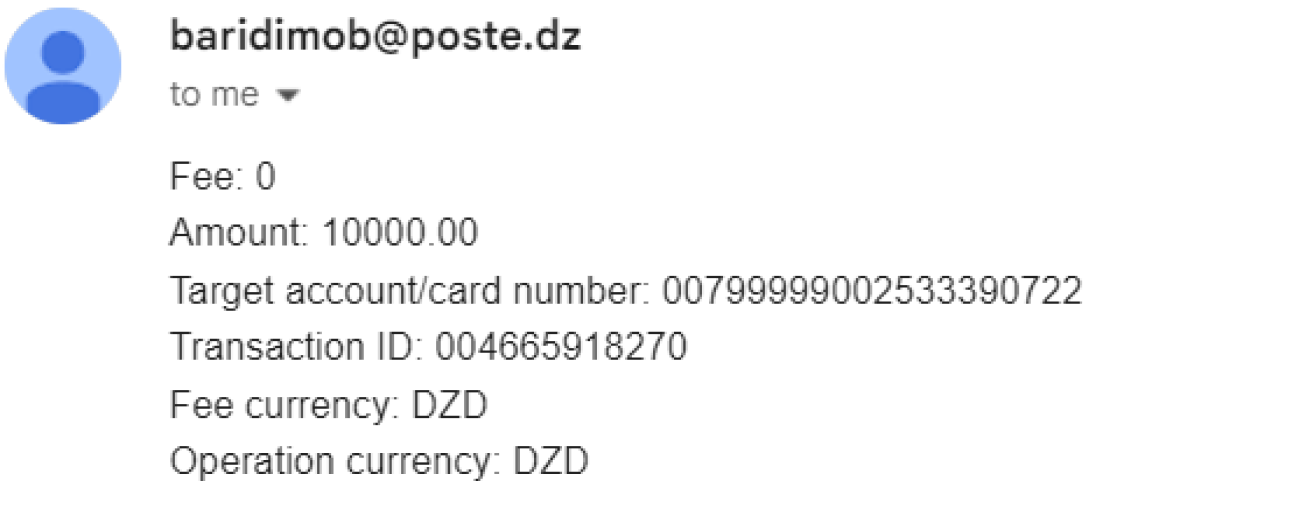 baridimob@poste.dz
to me
Fee: 0
Amount: 10000.00
Target account/card number: 00799999002533390722
Transaction ID: 004665918270
Fee currency: DZD
Operation currency: DZD